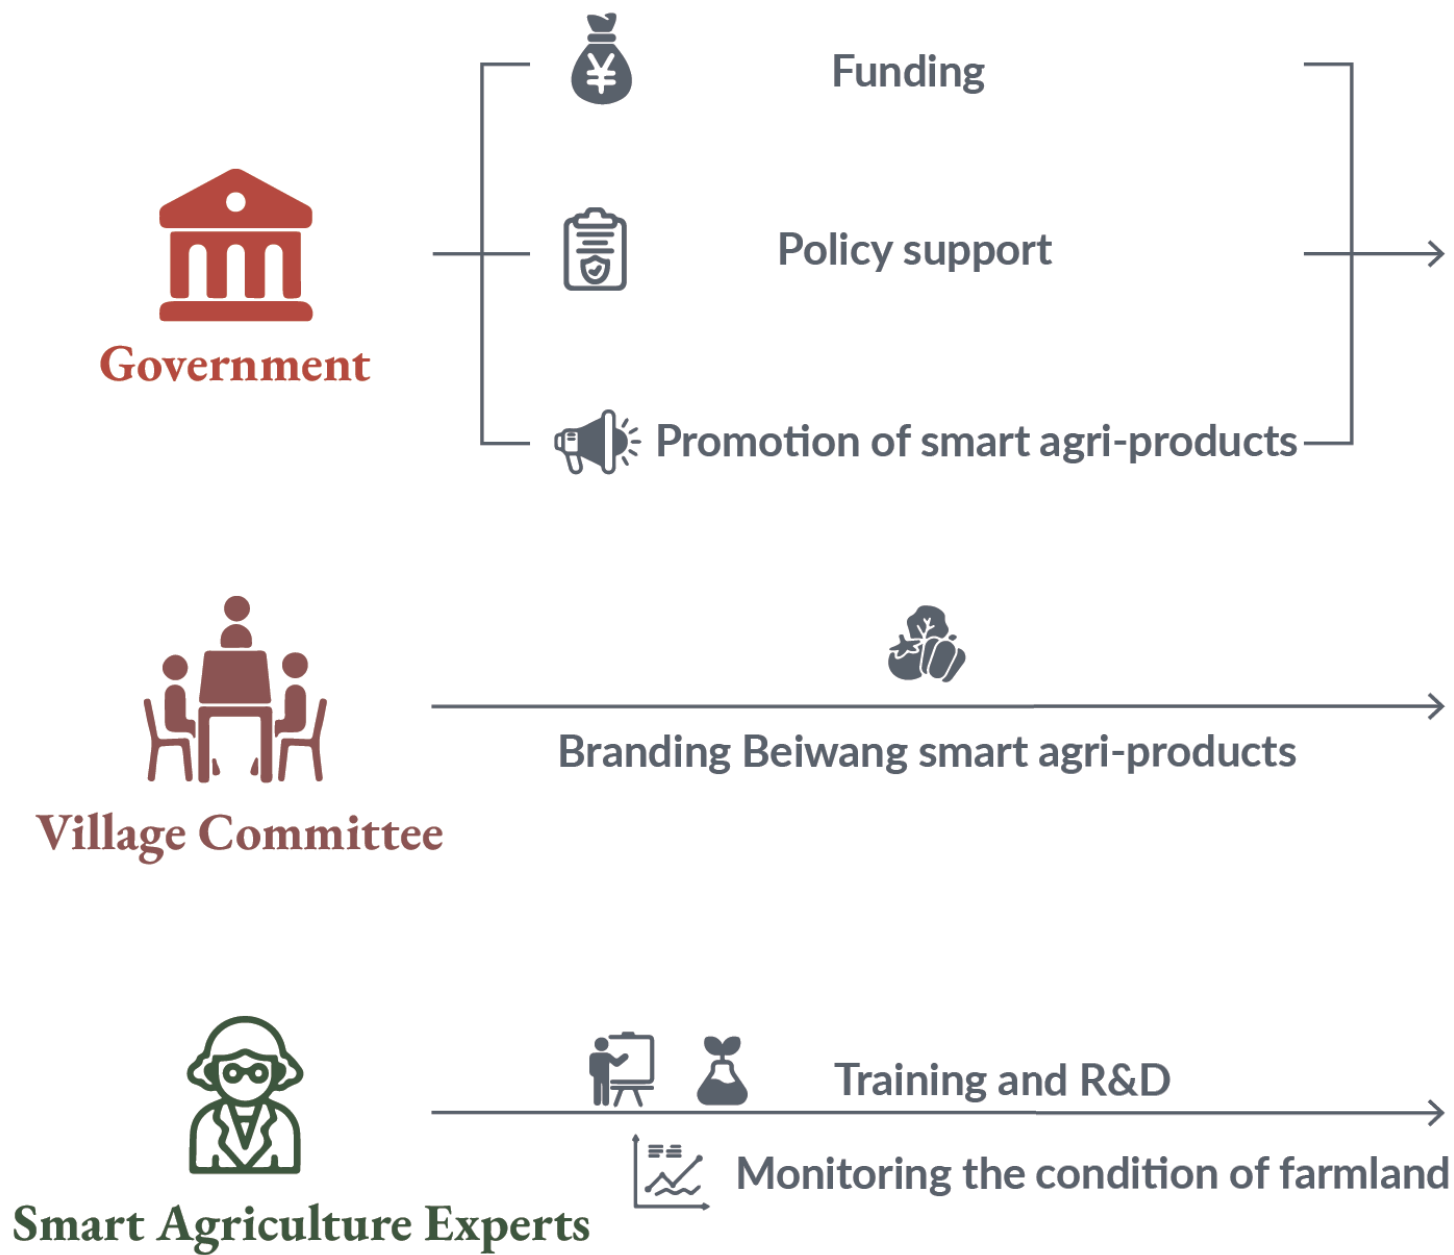 Funding
Policy support
Government
Promotion of smart agri-products
Branding Beiwang smart agri-products
Village Committee
Training and R&D
Monitoring the condition of farmland
Smart Agriculture Experts